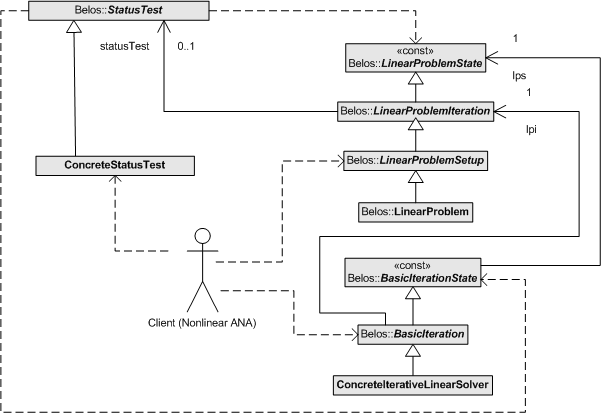 Belos::StatusTest
statusTest
0..1
«const»
Belos::LinearProblemState
1
lps
1
Belos::LinearProblemIteration
lpi
ConcreteStatusTest
Belos::LinearProblemSetup
Belos::LinearProblem
«const»
Belos::BasicIterationState
Client (Nonlinear ANA)
Belos::BasicIteration
ConcreteIterativeLinearSolver